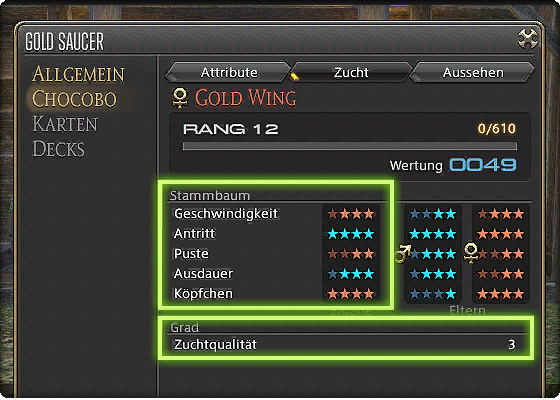 GOLD SAUCER
ALLGEMEIN
CHOCOBO
KARTEN
DECKS
Attribute
Zucht
Aussehen
GOLD WING
RANG 12
0/610
Wertung 0049
Stammbaum
Geschwindigkeit
Antritt
Puste
Ausdauer
Köpfchen
Eltern
Grad
Zuchtqualität 3